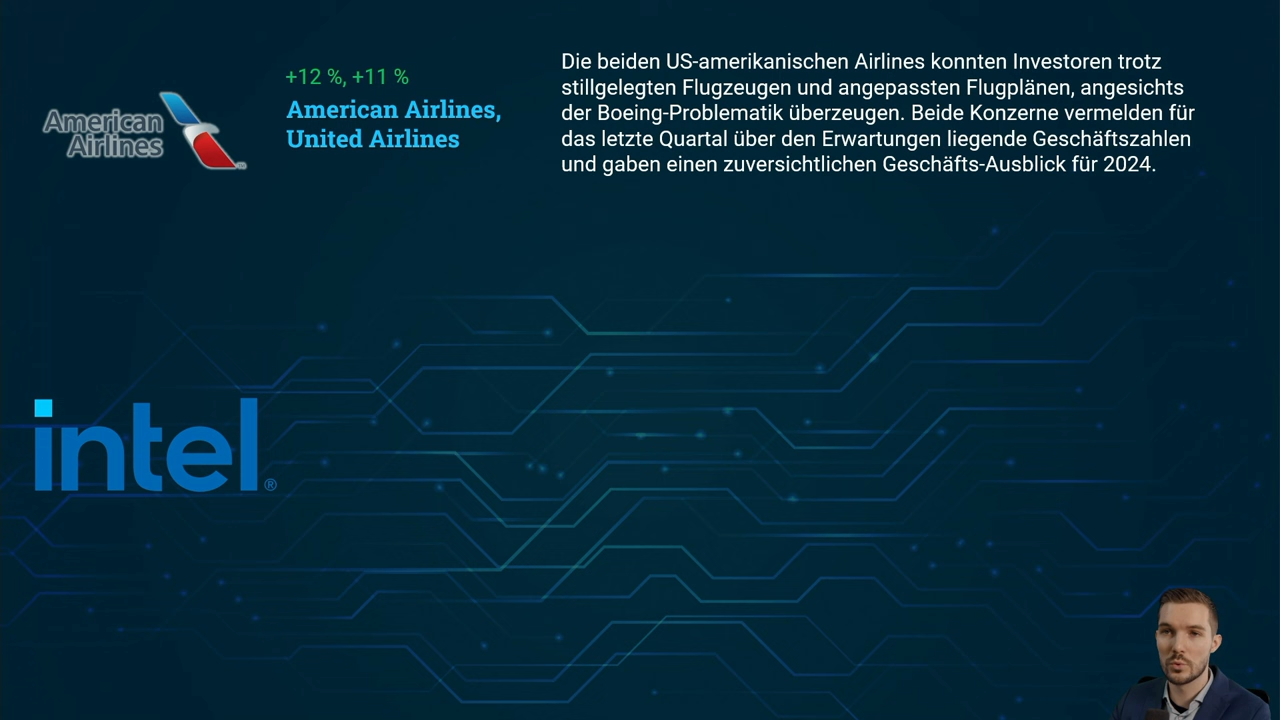 American
Airlines
+12 %, +11 %
American Airlines,
United Airlines
Die beiden US-amerikanischen Airlines konnten Investoren trotz
stillgelegten Flugzeugen und angepassten Flugplänen, angesichts
der Boeing-Problematik überzeugen. Beide Konzerne vermelden für
das letzte Quartal über den Erwartungen liegende Geschäftszahlen
und gaben einen zuversichtlichen Geschäfts-Ausblick für 2024.
intel®